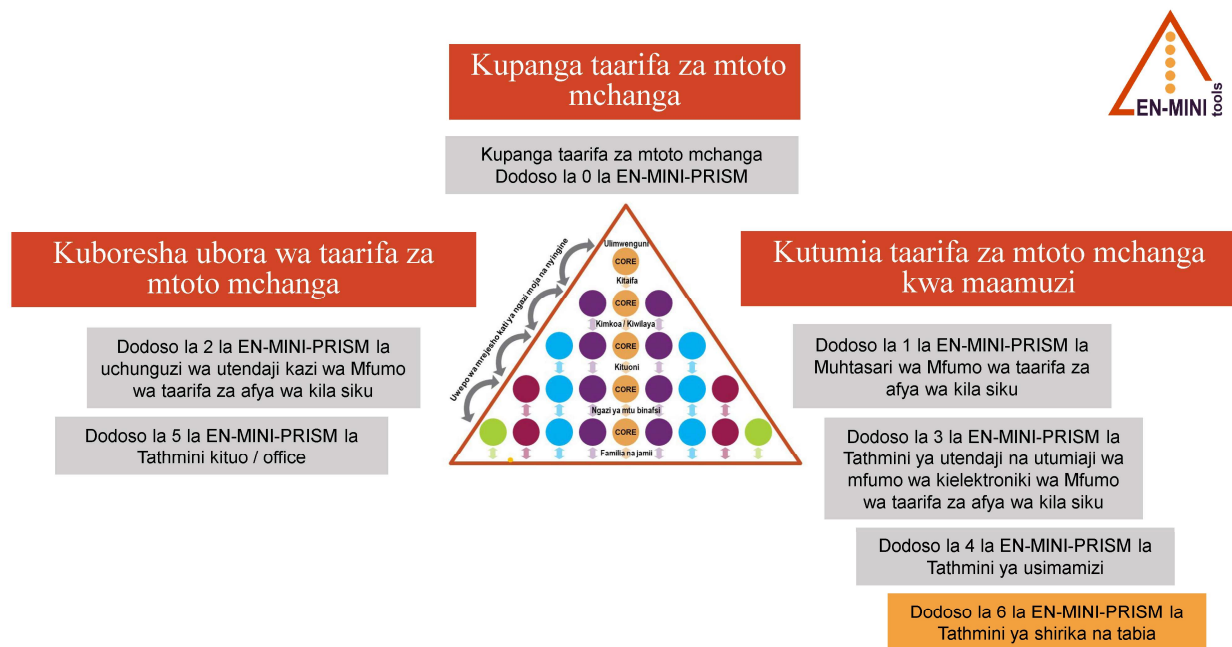 Kupanga taarifa za mtoto
mchanga
EN-MINI
tools
Kupanga taarifa za mtoto mchanga
Dodoso la 0 la EN-MINI-PRISM
Kuboresha ubora wa taarifa za
mtoto mchanga
Dodoso la 2 la EN-MINI-PRISM la
uchunguzi wa utendaji kazi wa Mfumo
wa taarifa za afya wa kila siku
Dodoso la 5 la EN-MINI-PRISM la
Tathmini kituo / office
Uwepo wa mrejesho kati ya ngazi moja na nyingine
Ulimwenguni
CORE
Kitaifa
CORE
Kimkoa / Kiwilaya
CORE
Kituoni
CORE
Ngazi ya mtu binafsi
CORE
Familia na jamii
Kutumia taarifa za mtoto mchanga
kwa maamuzi
Dodoso la 1 la EN-MINI-PRISM la
Muhtasari wa Mfumo wa taarifa za
afya wa kila siku
Dodoso la 3 la EN-MINI-PRISM la
Tathmini ya utendaji na utumiaji wa
mfumo wa kielektroniki wa Mfumo
wa taarifa za afya wa kila siku
Dodoso la 4 la EN-MINI-PRISM la
Tathmini ya usimamizi
Dodoso la 6 la EN-MINI-PRISM la
Tathmini ya shirika na tabia